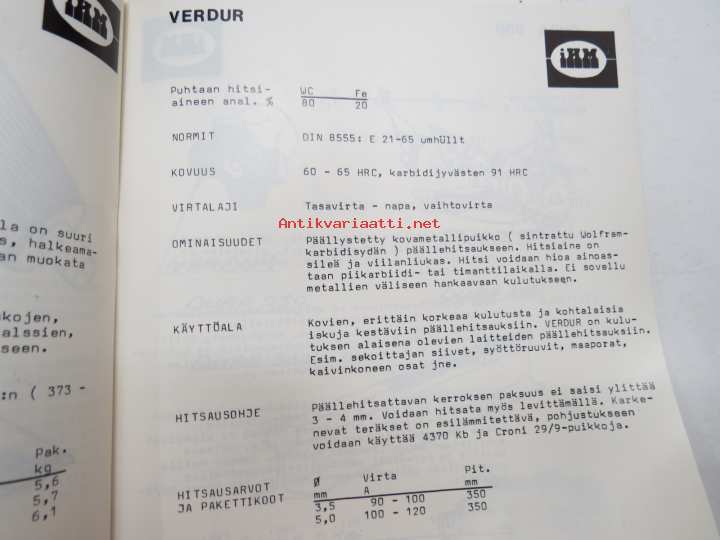 VERDUR
iHM
iHM
Puhtaan hitsi-
aineen anal. %
WC Fe
80 20
NORMIT DIN 8555: E 21-65 umhüllt
KOVUUS 60 - 65 HRC, karbidijyvästen 91 HRC
VIRTALAJI Tasavirta - napa, vaihtovirta
Antikvariaatti.net
OMINAISUUDET Päällystetty kovametallipuikko ( sintrattu Wolfram-
karbidisydän ) päällehitsaukseen. Hitsiaine on
sileä ja viilanliukas. Hitsi voidaan hioa ainoas-
taan piikarbiidi- tai timanttilaikalla. Ei sovellu
metallien väliseen hankaavaan kulutukseen.
KÄYTTÖALA Kovien, erittäin korkeaa kulutusta ja kohtalaisia
iskuja kestäviin päällehitsauksiin. VERDUR on kulu-
tuksen alaisena olevien laitteiden päällehitsauksiin.
Esim. sekoittajan siivet, syöttöruuvit, maaporat,
kaivinkoneen osat jne.
HITSAUSOHJE Päällehitsattavan kerroksen paksuus ei saisi ylittää
3 - 4 mm. Voidaan hitsata myös levittämällä. Karke-
nevat teräkset on esilämmitettävä, pohjustukseen
voidaan käyttää 4370 Kb ja Croni 29/9-puikkoja.
HITSAUSARVOT
JA PAKETTIKOOT
Ø Virta Pit.
mm A mm
3,5 90 - 100 350
5,0 100 - 120 350
la on suuri
s, halkeama-
an muokata
kojen,
alssien,
seen.
:n ( 373 -
Pak.
kg
5,6
5,7
6,1